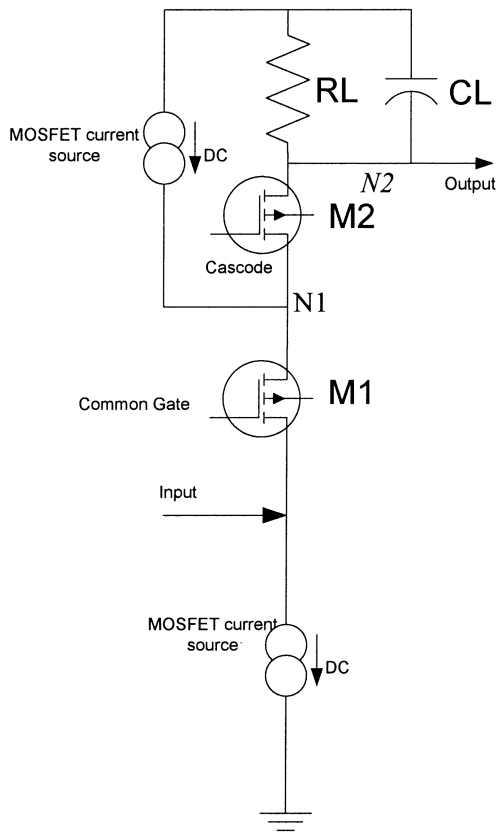 RL
CL
MOSFET current
source
DC
N2
Output
M2
Cascode
N1
M1
Common Gate
Input
MOSFET current
source
DC